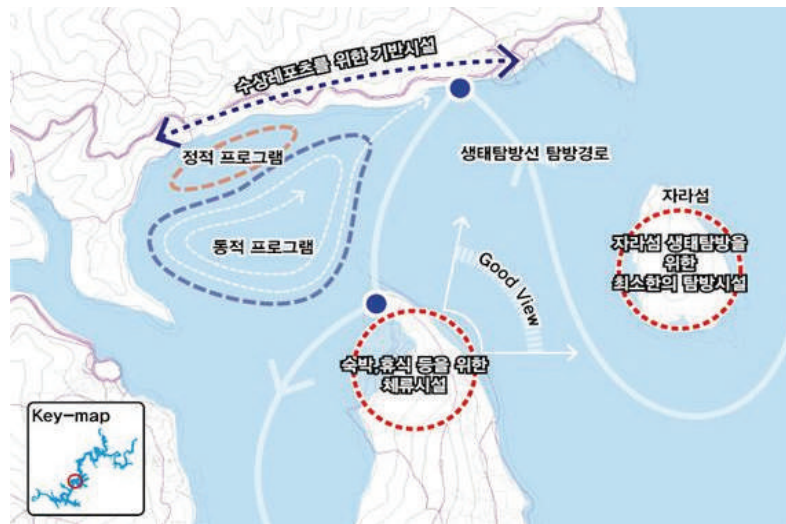 수상레포츠를 위한 기반시설
정적 프로그램
생태탐방선 탐방경로
자라섬
동적 프로그램
자라섬 생태탐방을
위한
최소한의 탐방시설
Good View
숙박,휴식 등을 위한
체류시설
Key-map